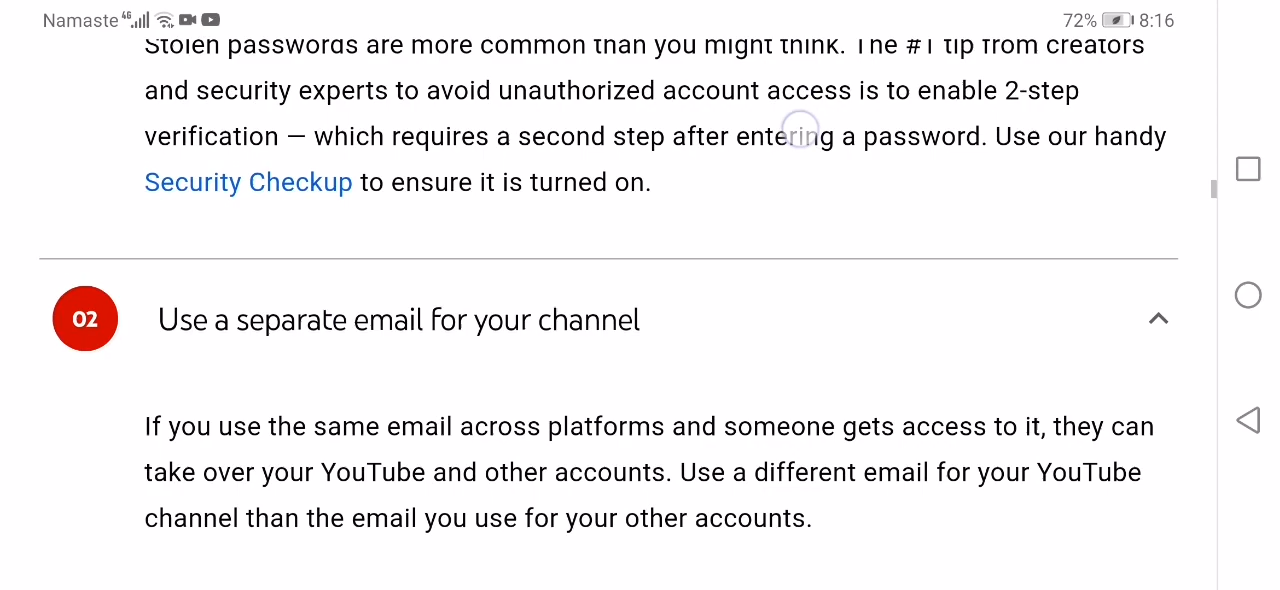 Namaste 4G 72% 8:16
Stolen passwords are more common than you might think. The #1 tip from creators
and security experts to avoid unauthorized account access is to enable 2-step
verification — which requires a second step after entering a password. Use our handy
Security Checkup to ensure it is turned on.
02 Use a separate email for your channel
If you use the same email across platforms and someone gets access to it, they can
take over your YouTube and other accounts. Use a different email for your YouTube
channel than the email you use for your other accounts.